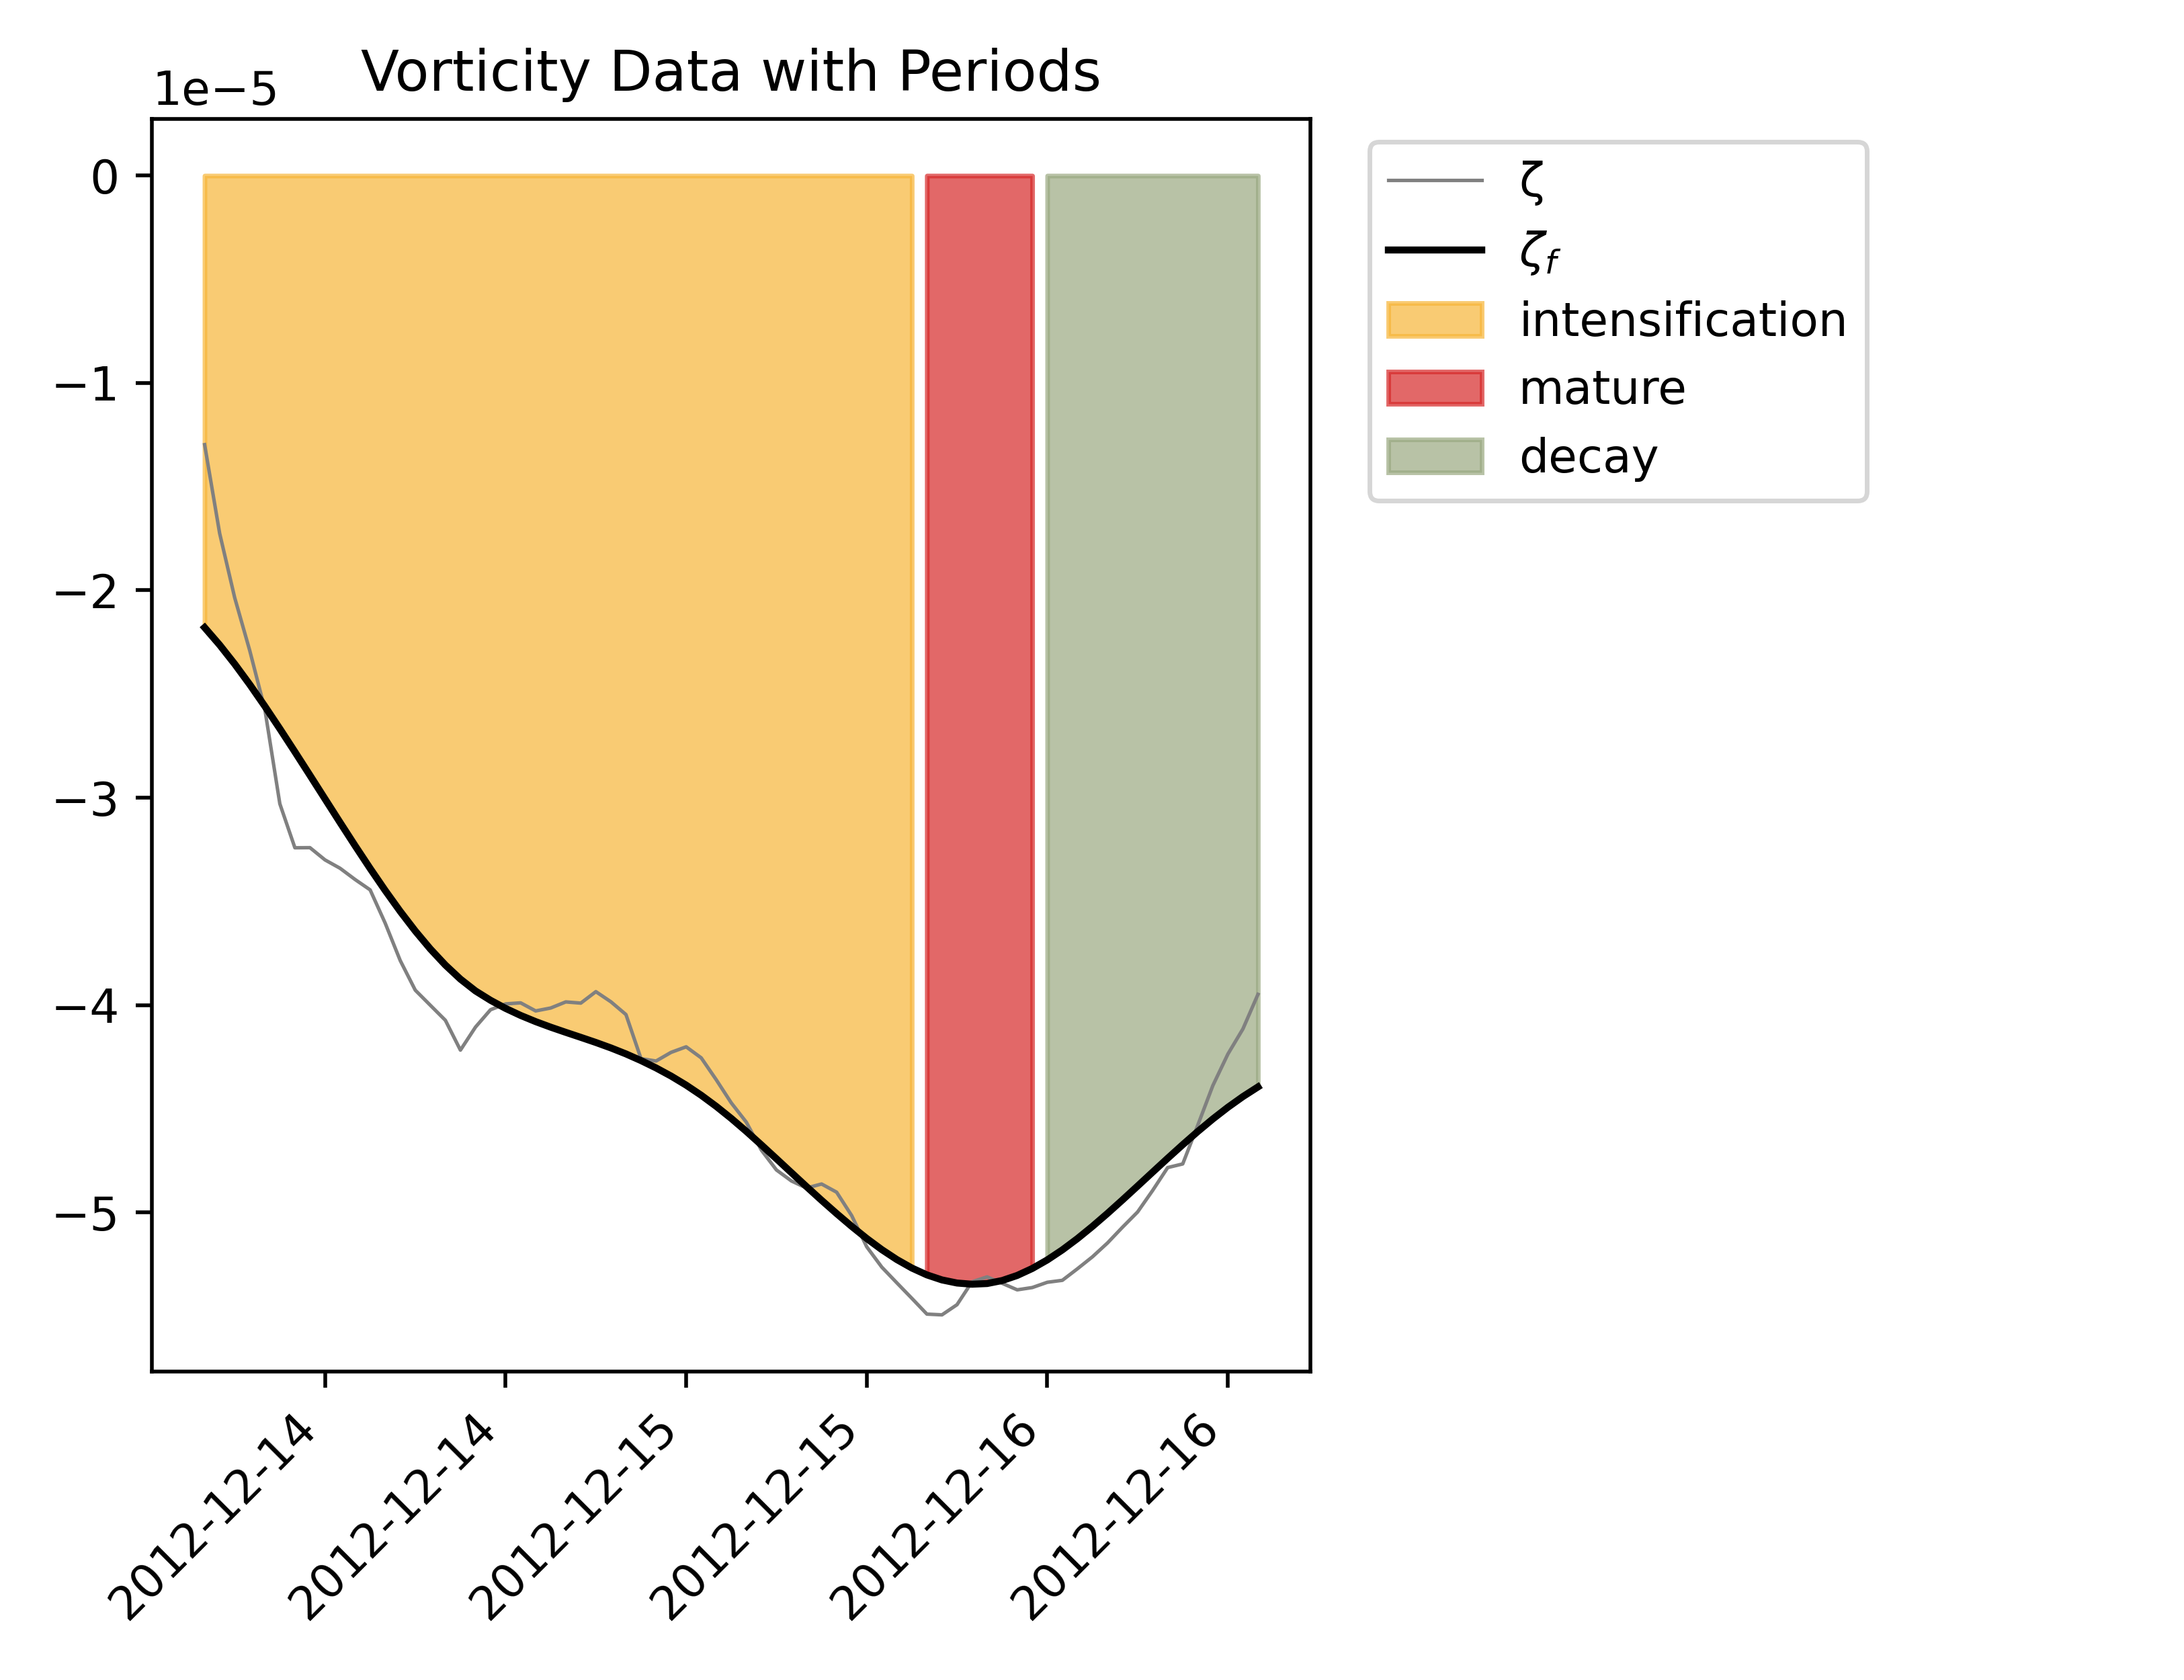 Vorticity Data with Periods
1e−5
0
−1
−2
−3
−4
−5
2012-12-14
2012-12-14
2012-12-15
2012-12-15
2012-12-16
2012-12-16
ζ
ζf
intensification
mature
decay